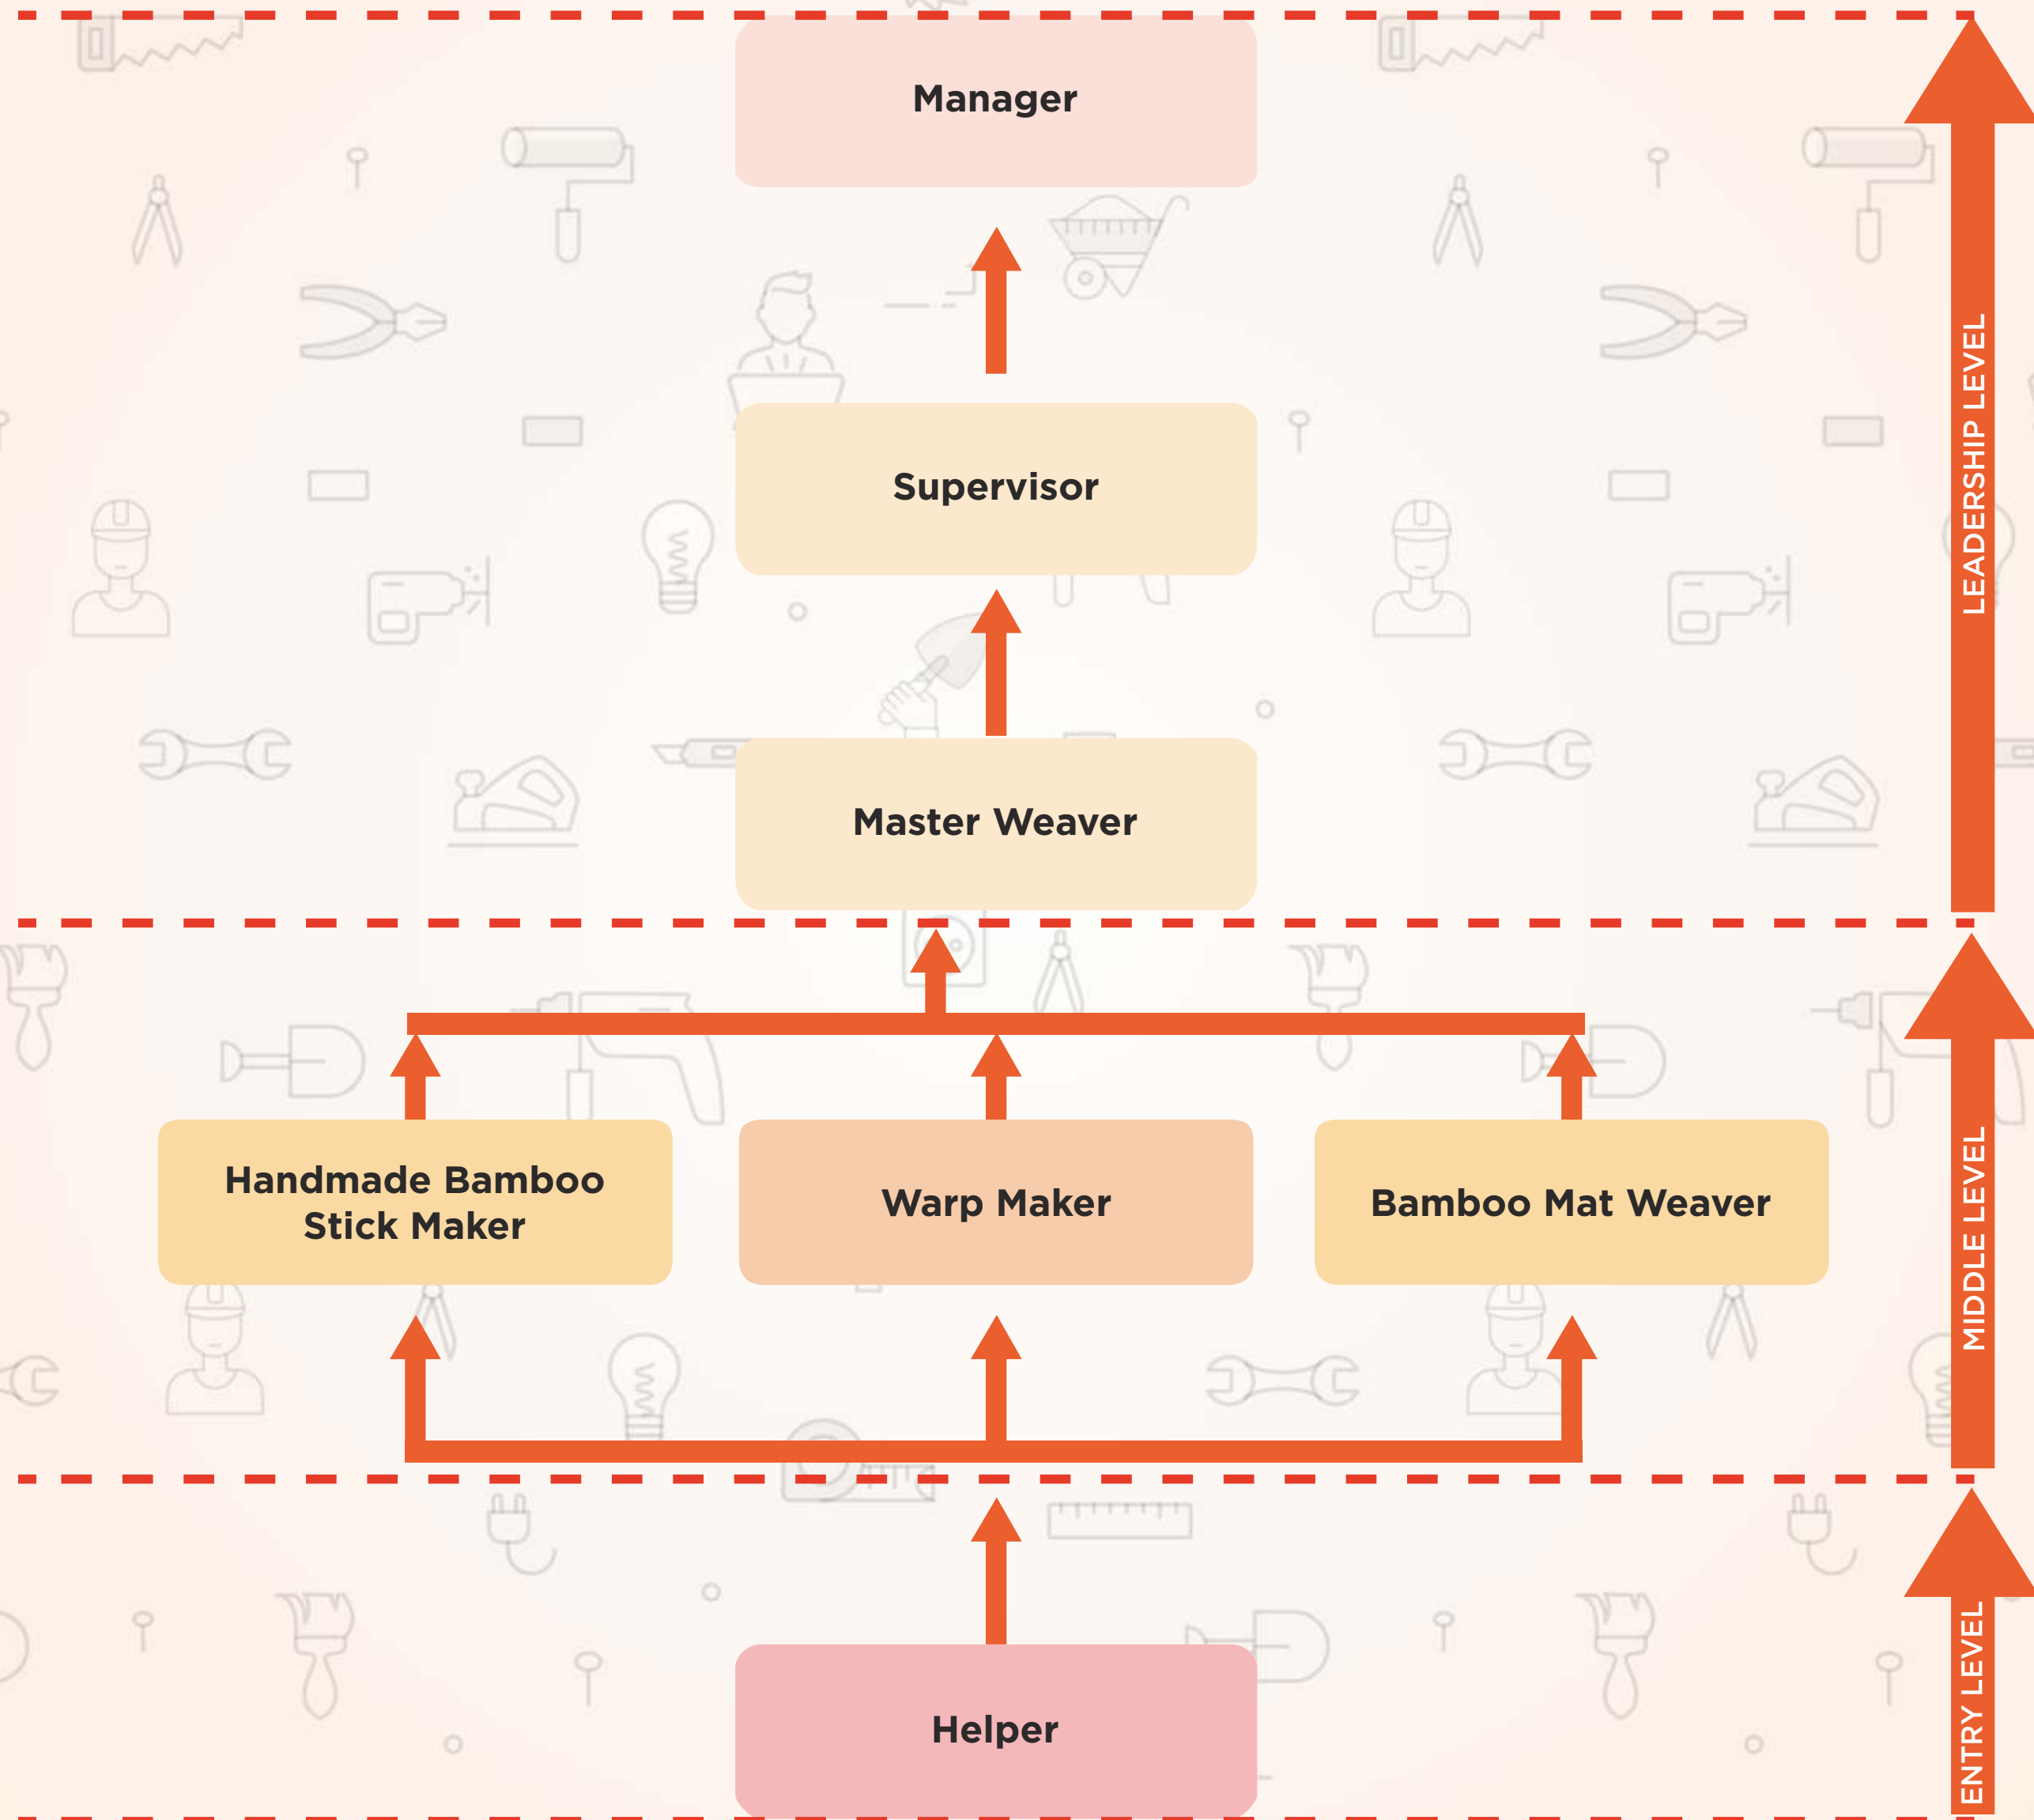 Manager
LEADERSHIP LEVEL
Supervisor
Master Weaver
Handmade Bamboo
Stick Maker
Warp Maker
Bamboo Mat Weaver
MIDDLE LEVEL
Helper
ENTRY LEVEL